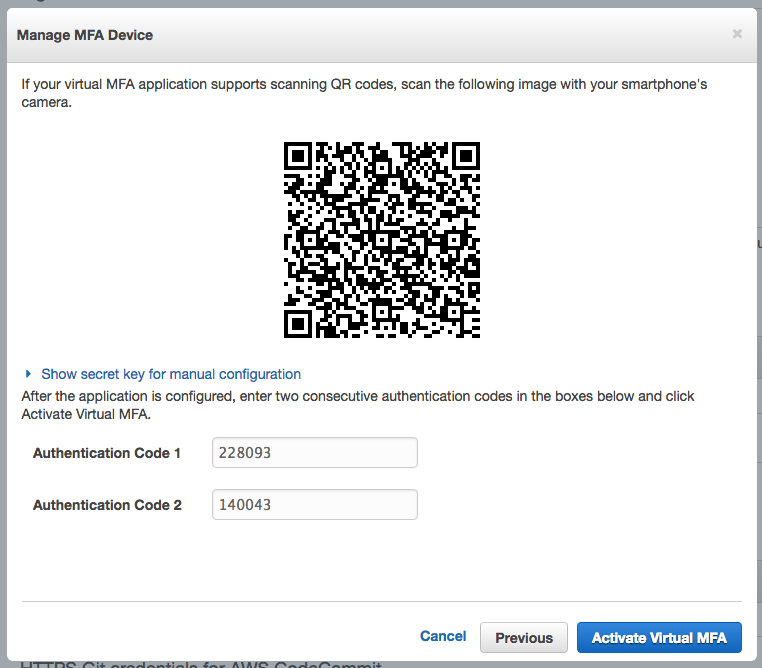 Manage MFA Device
×
If your virtual MFA application supports scanning QR codes, scan the following image with your smartphone's
camera.
Show secret key for manual configuration
After the application is configured, enter two consecutive authentication codes in the boxes below and click
Activate Virtual MFA.
Authentication Code 1 228093
Authentication Code 2 140043
Cancel Previous Activate Virtual MFA
HTTPS Git credentials for AWS CodeCommit